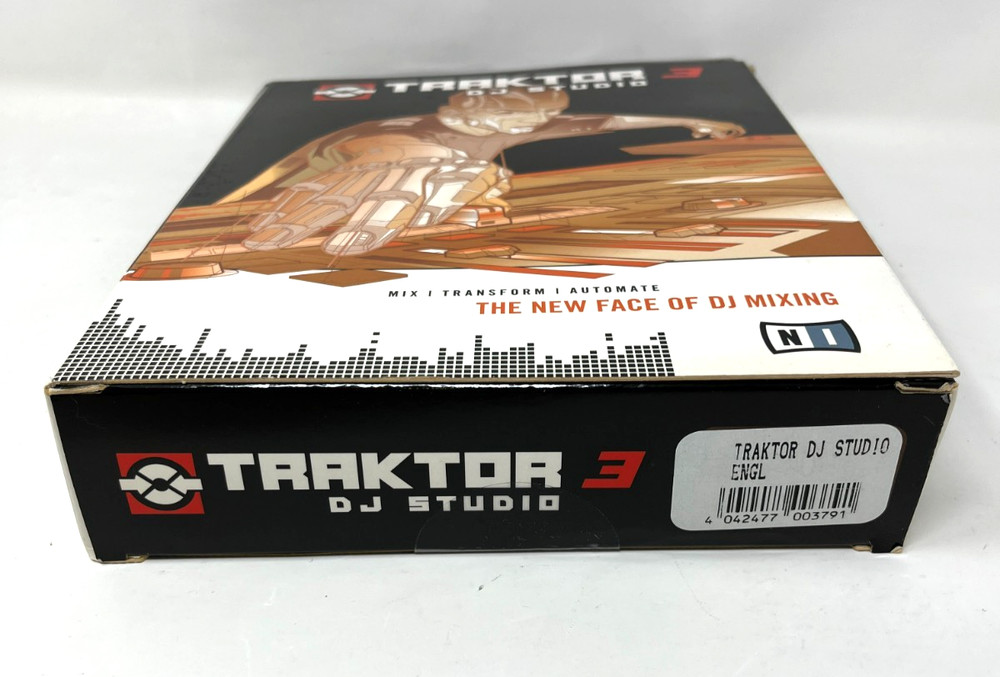 TRAKTOR 3
DJ STUDIO
MIX | TRANSFORM | AUTOMATE
THE NEW FACE OF DJ MIXING
NI
TRAKTOR 3
DJ STUDIO
TRAKTOR DJ STUDIO
ENGL
4 042477 003791